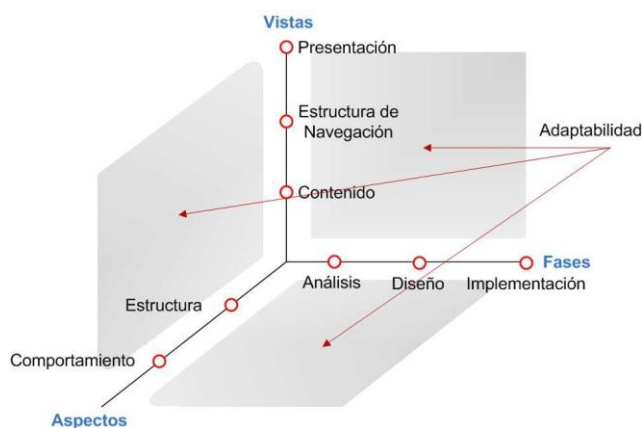 Vistas
Presentación
Estructura de
Navegación
Adaptabilidad
Contenido
Fases
Análisis
Diseño
Implementación
Estructura
Comportamiento
Aspectos